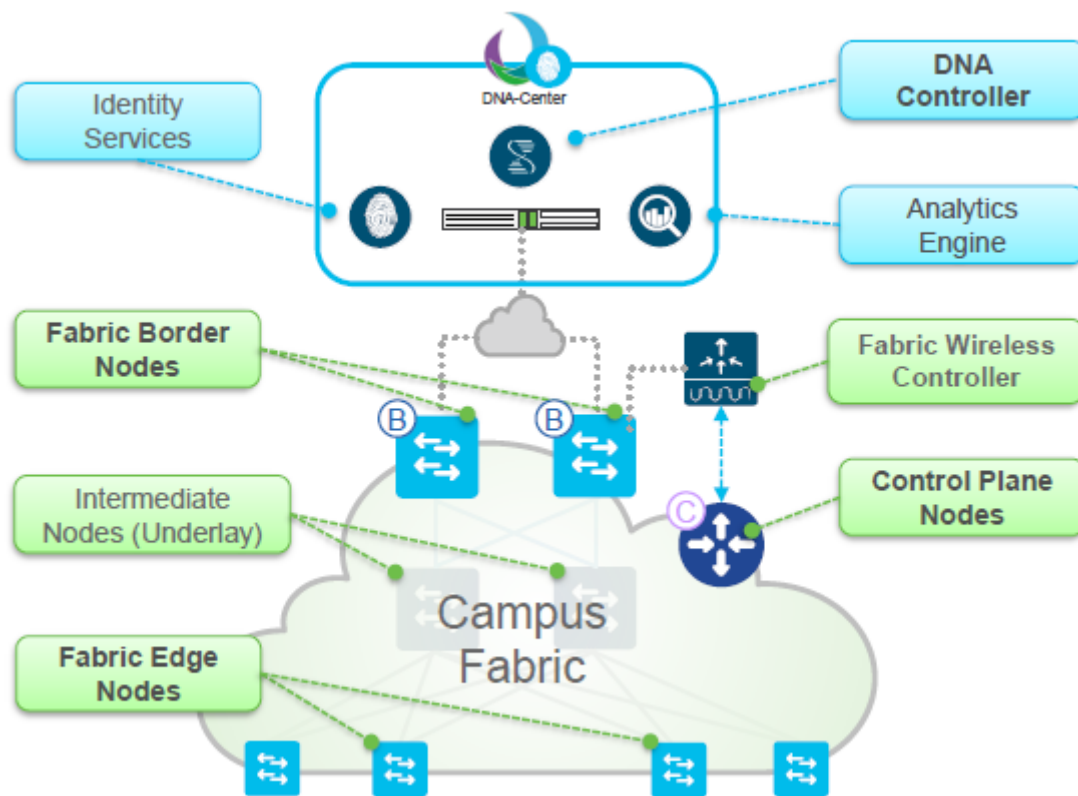 DNA-Center
Identity
Services
DNA
Controller
Analytics
Engine
Fabric Border
Nodes
Fabric Wireless
Controller
B
B
Intermediate
Nodes (Underlay)
C
Control Plane
Nodes
Campus
Fabric
Fabric Edge
Nodes